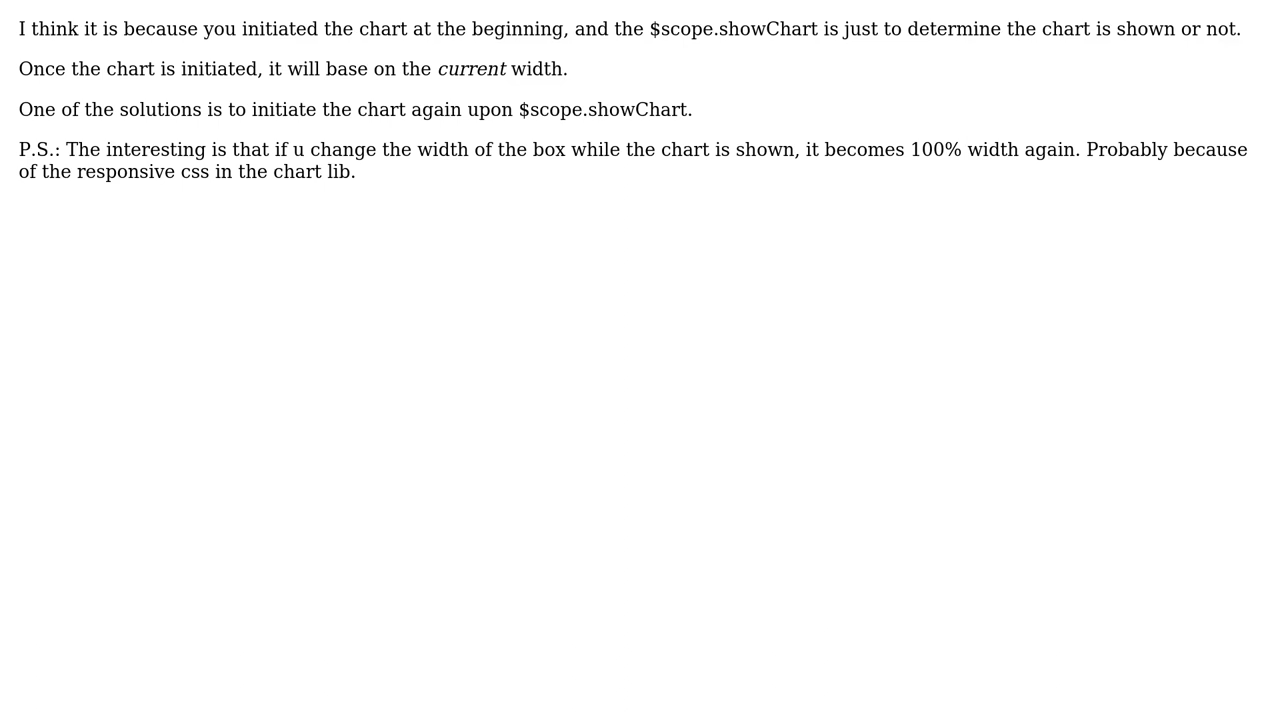 I think it is because you initiated the chart at the beginning, and the $scope.showChart is just to determine the chart is shown or not.
Once the chart is initiated, it will base on the current width.
One of the solutions is to initiate the chart again upon $scope.showChart.
P.S.: The interesting is that if u change the width of the box while the chart is shown, it becomes 100% width again. Probably because
of the responsive css in the chart lib.